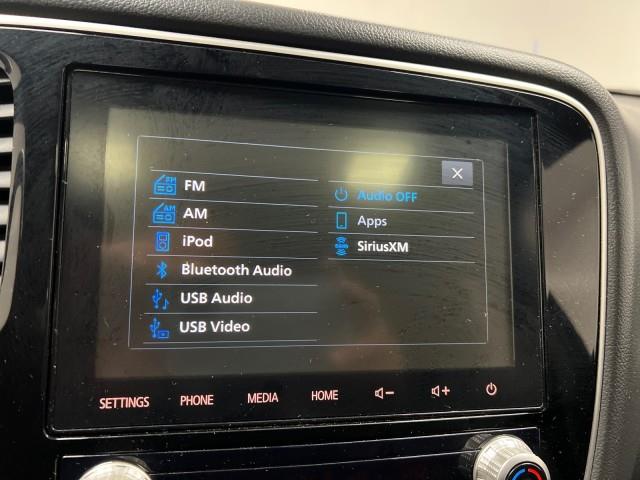 FM
AM
iPod
Bluetooth Audio
USB Audio
USB Video
Audio OFF
Apps
SiriusXM
SETTINGS PHONE MEDIA HOME